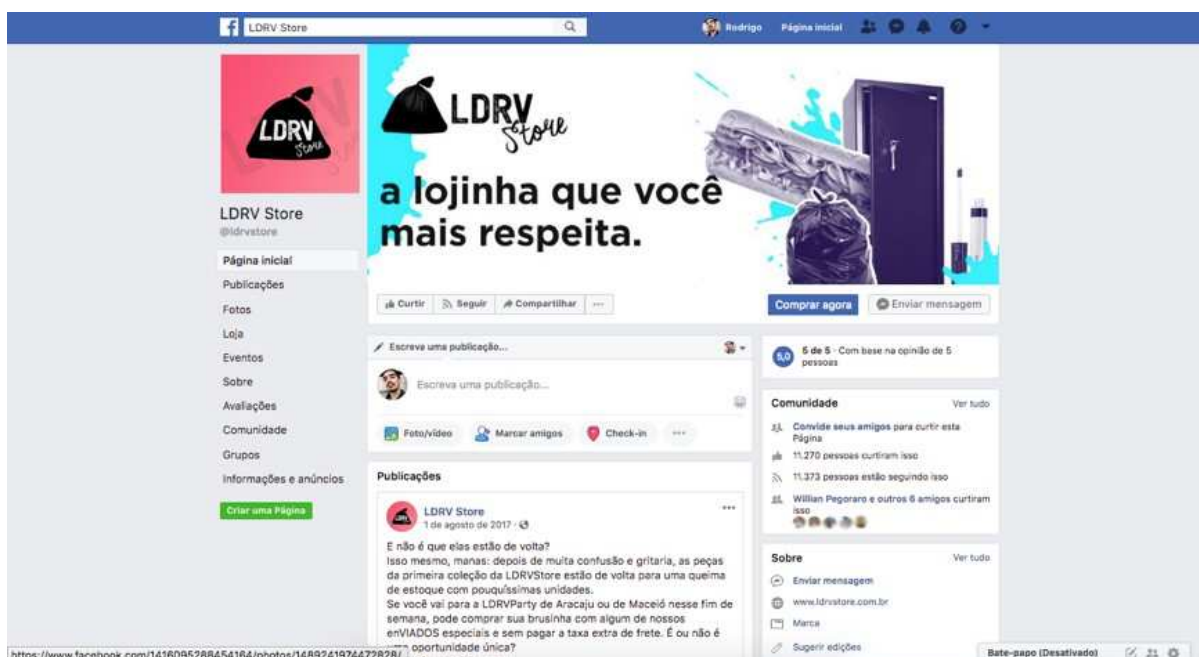 LDRV Store
Rodrigo
Página inicial
LDRV
Store
LDRV Store
@ldrvstore
Página inicial
Publicações
Fotos
Loja
Eventos
Sobre
Avaliações
Comunidade
Grupos
Informações e anúncios
Criar uma Página
LDRV
Store
a lojinha que você
mais respeita.
Curtir
Seguir
Compartilhar
Comprar agora
Enviar mensagem
Escreva uma publicação...
Escreva uma publicação...
Foto/vídeo
Marcar amigos
Check-in
Publicações
LDRV Store
1 de agosto de 2017
E não é que elas estão de volta?
Isso mesmo, manas: depois de muita confusão e gritaria, as peças
da primeira coleção da LDRVStore estão de volta para uma queima
de estoque com pouquíssimas unidades.
Se você vai para a LDRVParty de Aracaju ou de Maceió nesse fim de
semana, pode comprar sua brusinha com algum de nossos
enVIADOS especiais e sem pagar a taxa extra de frete. É ou não é
uma oportunidade única?
5,0
5 de 5 · Com base na opinião de 5
pessoas
Comunidade
Ver tudo
Convide seus amigos para curtir esta
Página
11.270 pessoas curtiram isso
11.373 pessoas estão seguindo isso
Willian Pegoraro e outros 6 amigos curtiram
isso
Sobre
Ver tudo
Enviar mensagem
www.ldrvstore.com.br
Marca
Sugerir edições
Bate-papo (Desativado)
https://www.facebook.com/1416095288454164/photos/1489241974472828/